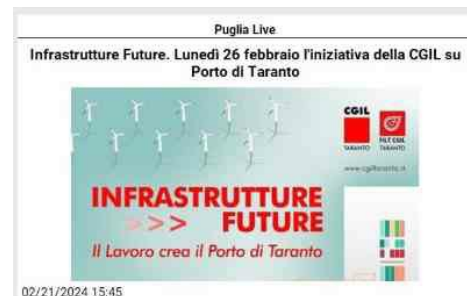 Puglia Live
Infrastrutture Future. Lunedì 26 febbraio l'iniziativa della CGIL su
Porto di Taranto
CGIL
TARANTO
FILT CGIL
TARANTO
www.cgiltaranto.it
INFRASTRUTTURE
>>> FUTURE
Il Lavoro crea il Porto di Taranto
02/21/2024 15:45